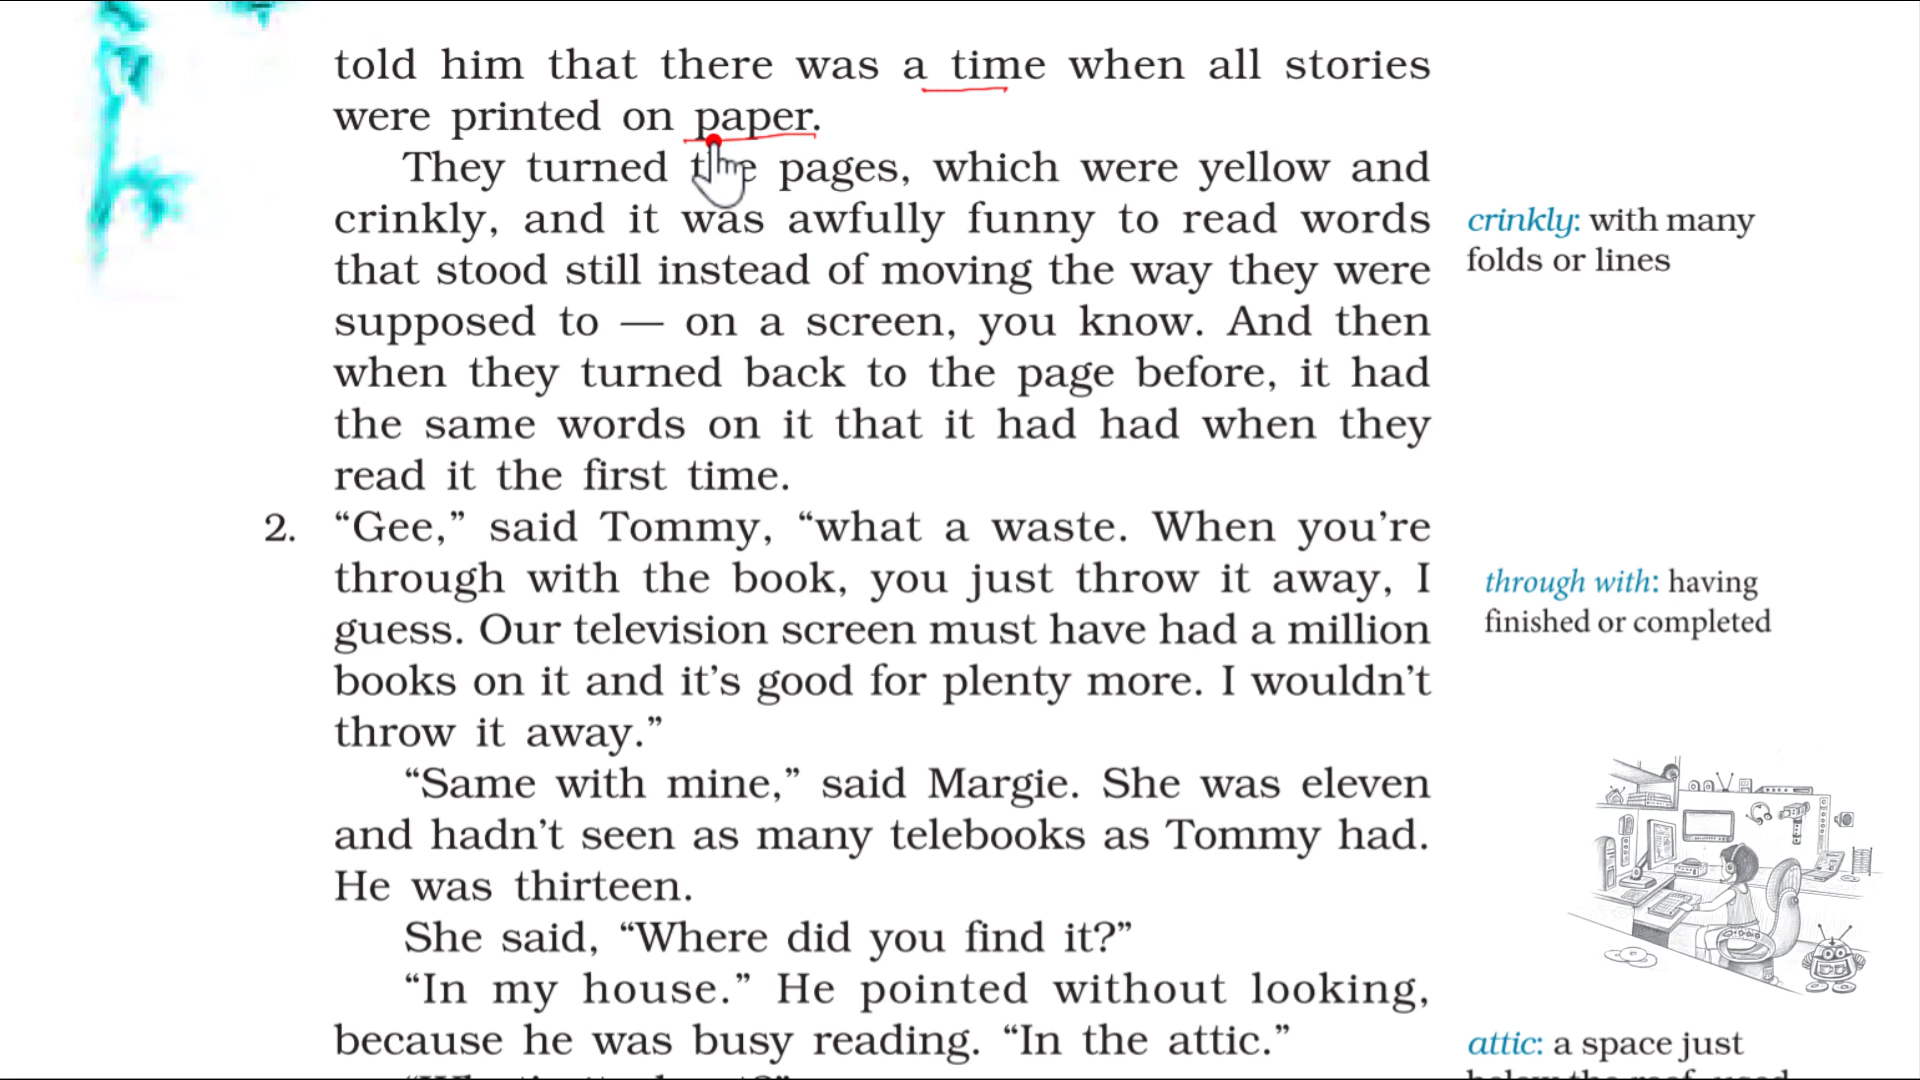 told him that there was a time when all stories
were printed on paper.
They turned the pages, which were yellow and
crinkly, and it was awfully funny to read words
that stood still instead of moving the way they were
supposed to — on a screen, you know. And then
when they turned back to the page before, it had
the same words on it that it had had when they
read it the first time.
2. “Gee,” said Tommy, “what a waste. When you’re
through with the book, you just throw it away, I
guess. Our television screen must have had a million
books on it and it’s good for plenty more. I wouldn’t
throw it away.”
“Same with mine,” said Margie. She was eleven
and hadn’t seen as many telebooks as Tommy had.
He was thirteen.
She said, “Where did you find it?”
“In my house.” He pointed without looking,
because he was busy reading. “In the attic.”
crinkly: with many
folds or lines
through with: having
finished or completed
attic: a space just